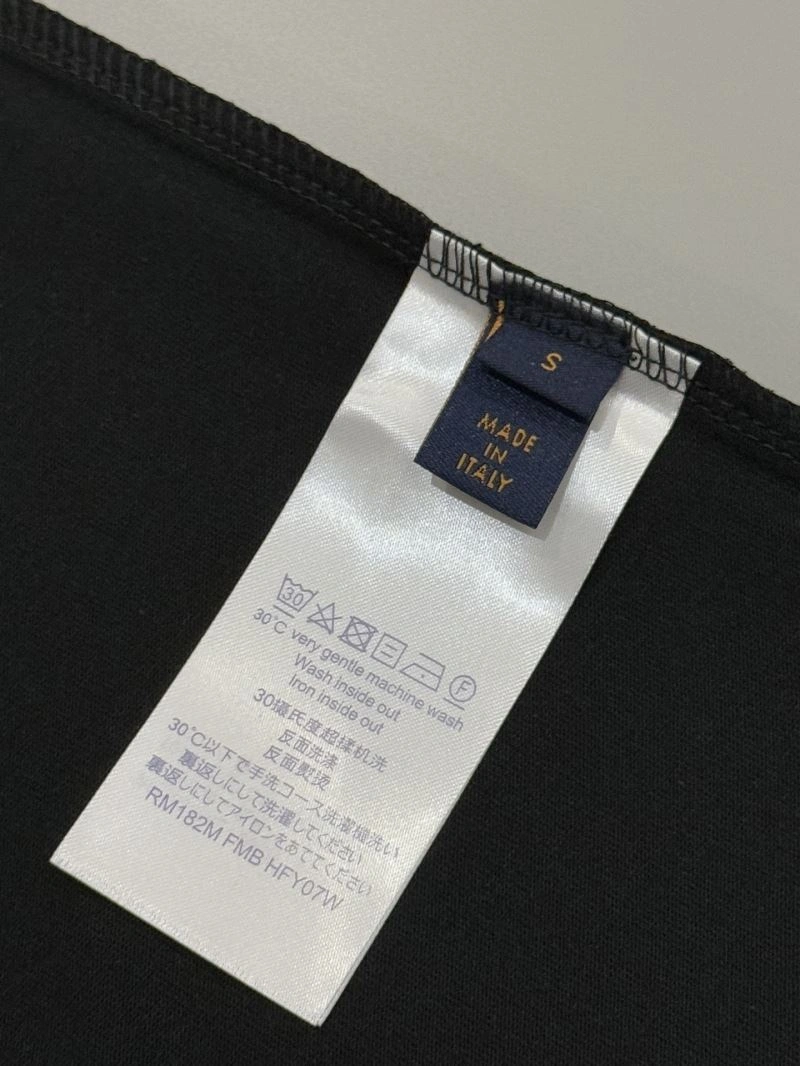 S
MADE
IN
ITALY
30
F
30°C very gentle machine wash
Wash inside out
Iron inside out
30攝氏度超揉机洗
反面洗涤
反面熨烫
30°C以下で手洗コース洗濯機洗い
裏返しにして洗濯してください
裏返しにしてアイロンをあててください
RM182M FMB HFY07W